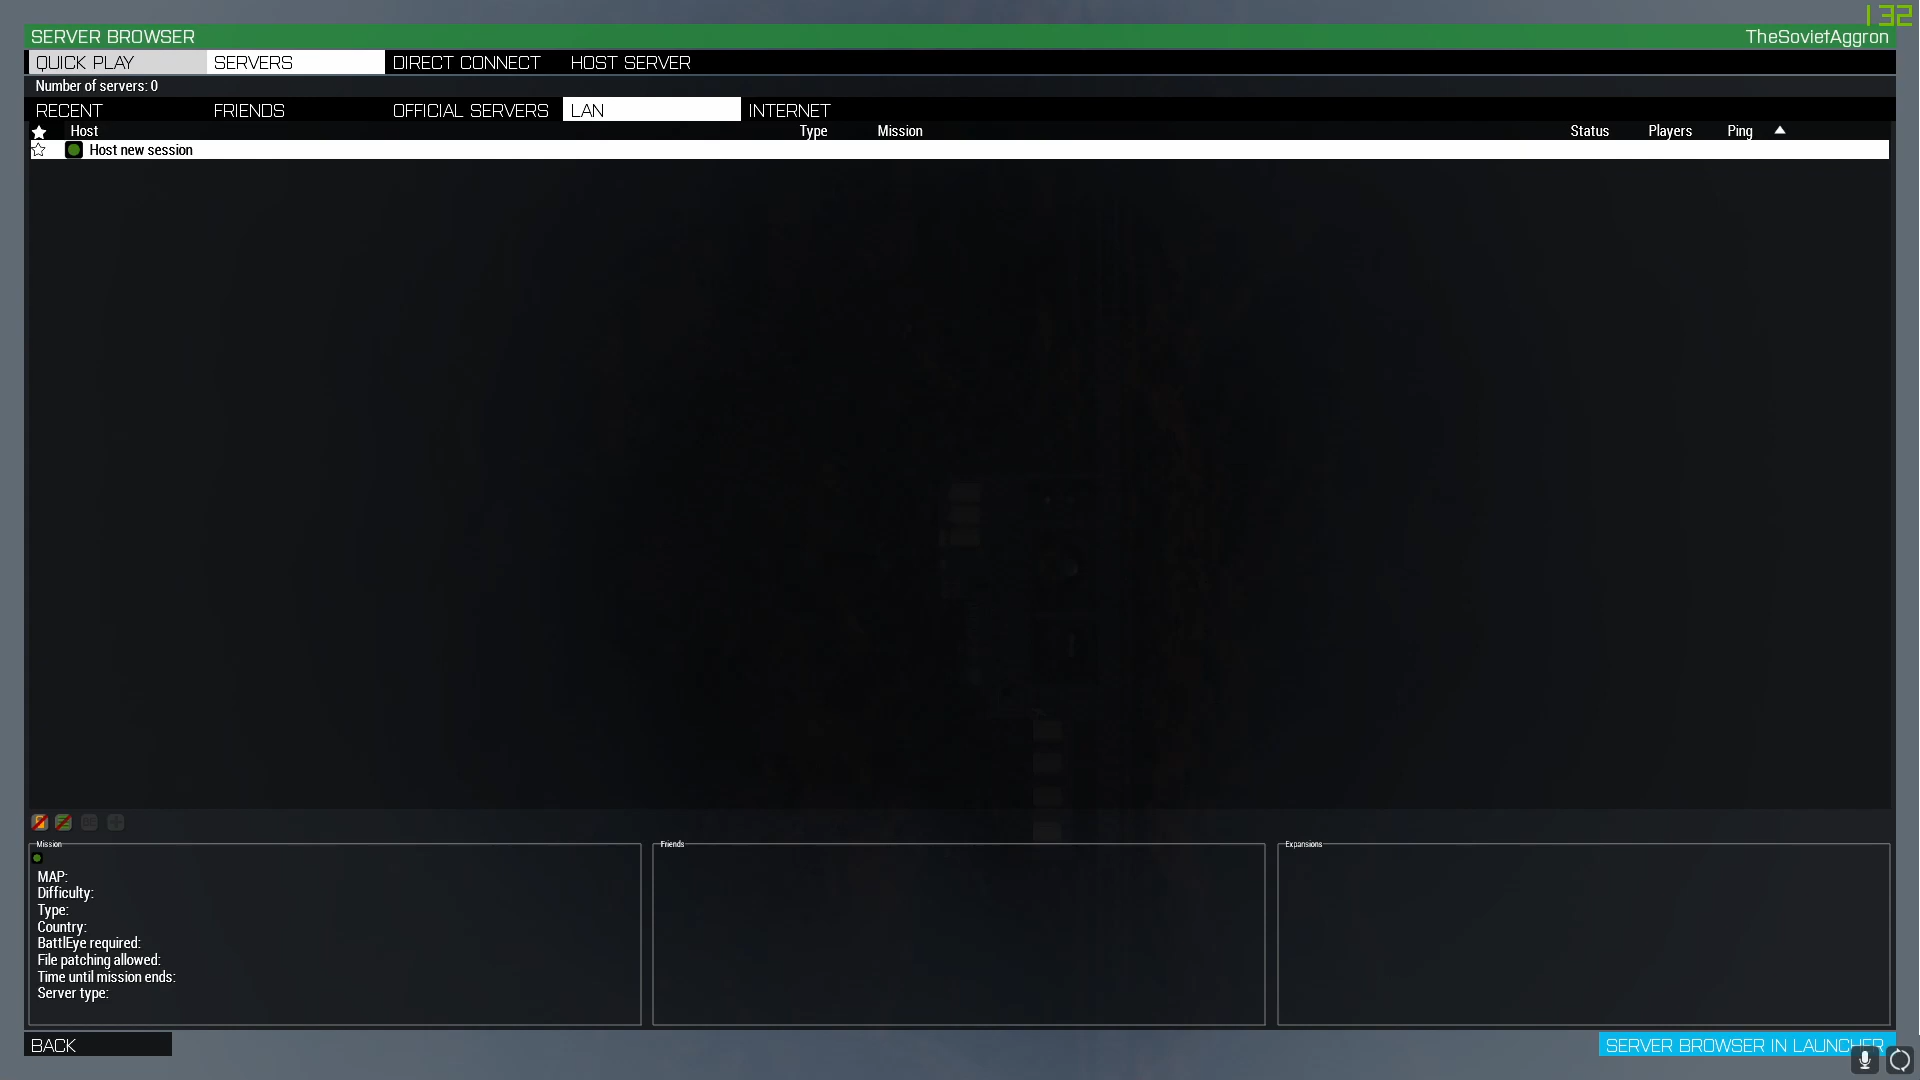 132
SERVER BROWSER
TheSovietAggron
QUICK PLAY
SERVERS
DIRECT CONNECT
HOST SERVER
Number of servers: 0
RECENT
FRIENDS
OFFICIAL SERVERS
LAN
INTERNET
Host
Type
Mission
Status
Players
Ping
Host new session
Mission
MAP:
Difficulty:
Type:
Country:
BattlEye required:
File patching allowed:
Time until mission ends:
Server type:
Friends
Expansions
BACK
SERVER BROWSER IN LAUNCHER